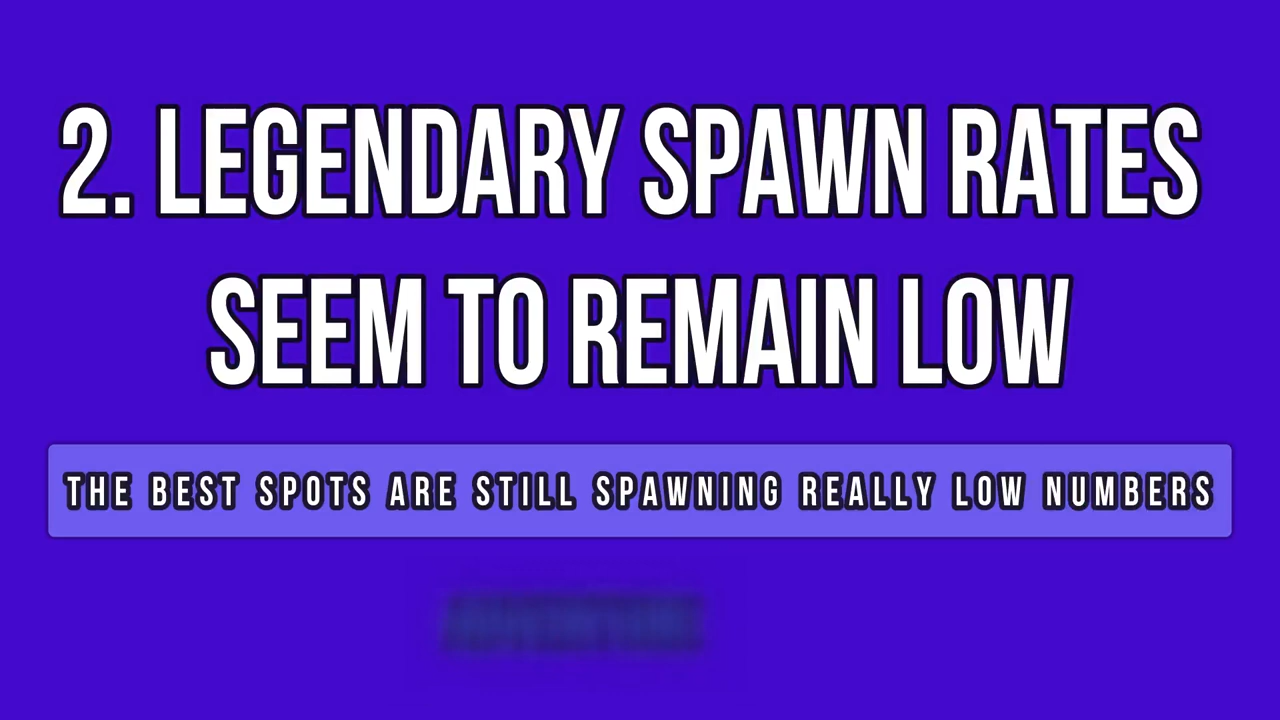 2. LEGENDARY SPAWN RATES
SEEM TO REMAIN LOW
THE BEST SPOTS ARE STILL SPAWNING REALLY LOW NUMBERS